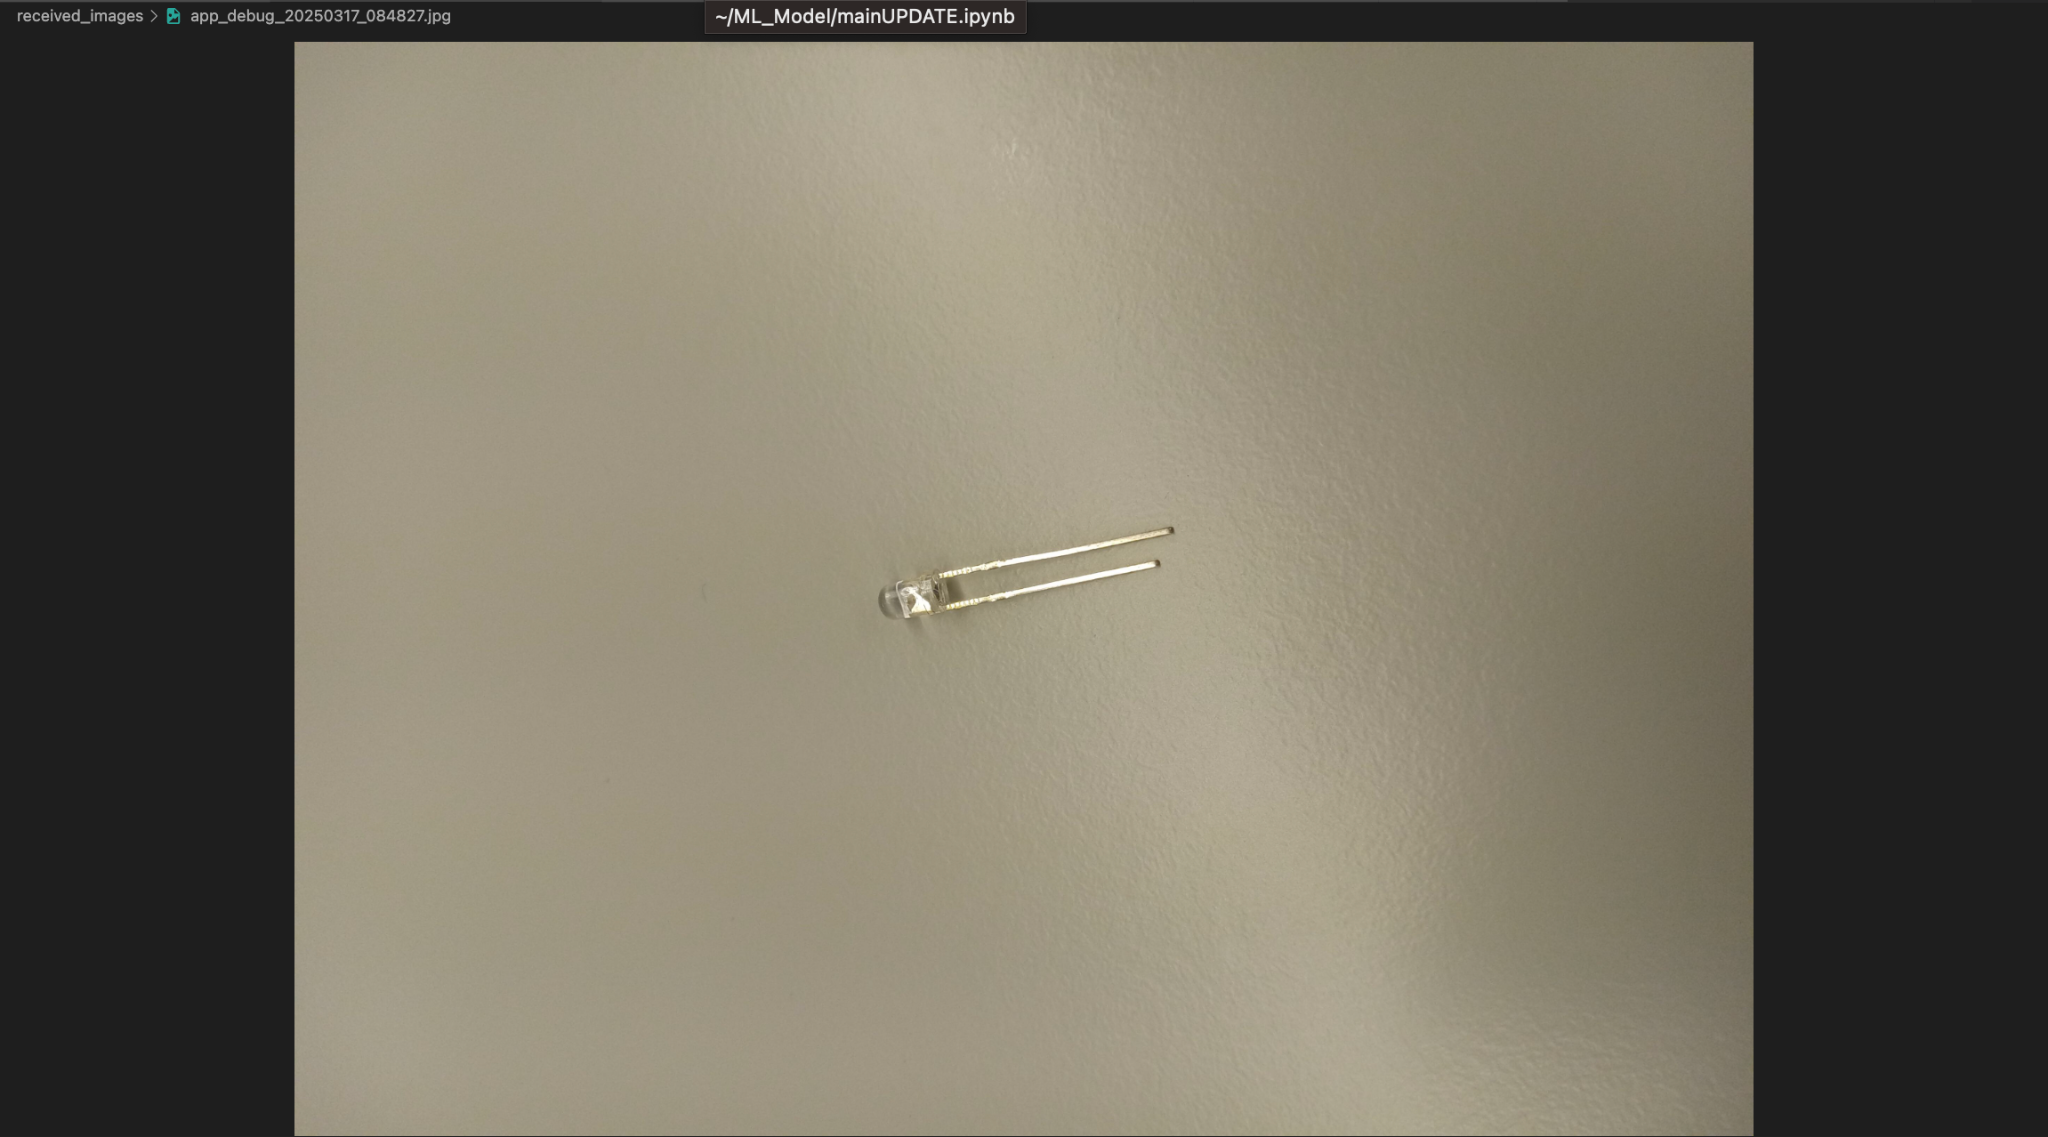 received_images > app_debug_20250317_084827.jpg
~/ML_Model/mainUPDATE.ipynb